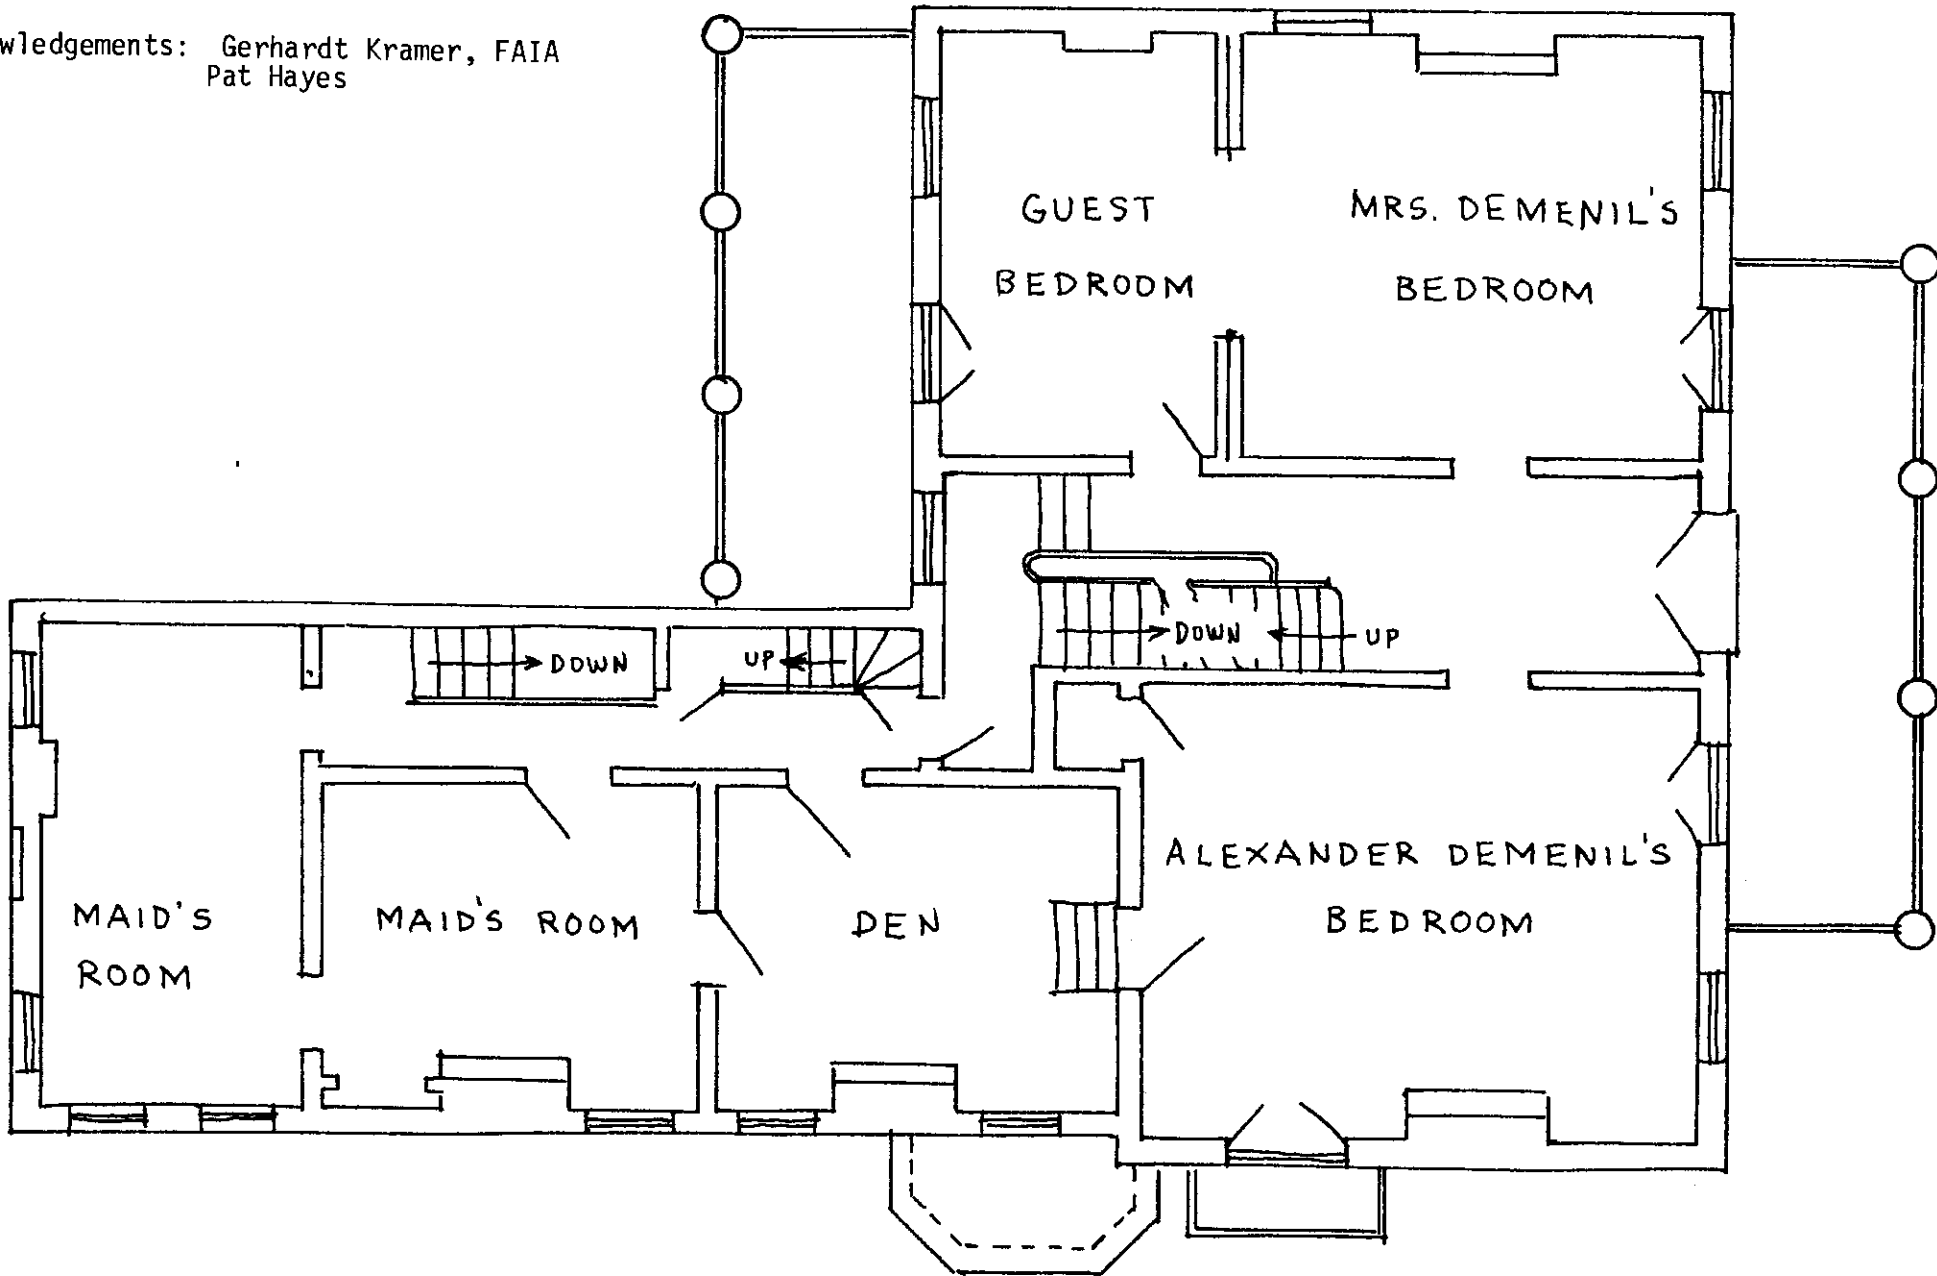 wledgements: Gerhardt Kramer, FAIA
Pat Hayes
GUEST
BEDROOM
MRS. DEMENIL'S
BEDROOM
DOWN
UP
DOWN
UP
MAID'S
ROOM
MAID'S ROOM
DEN
ALEXANDER DEMENIL'S
BEDROOM